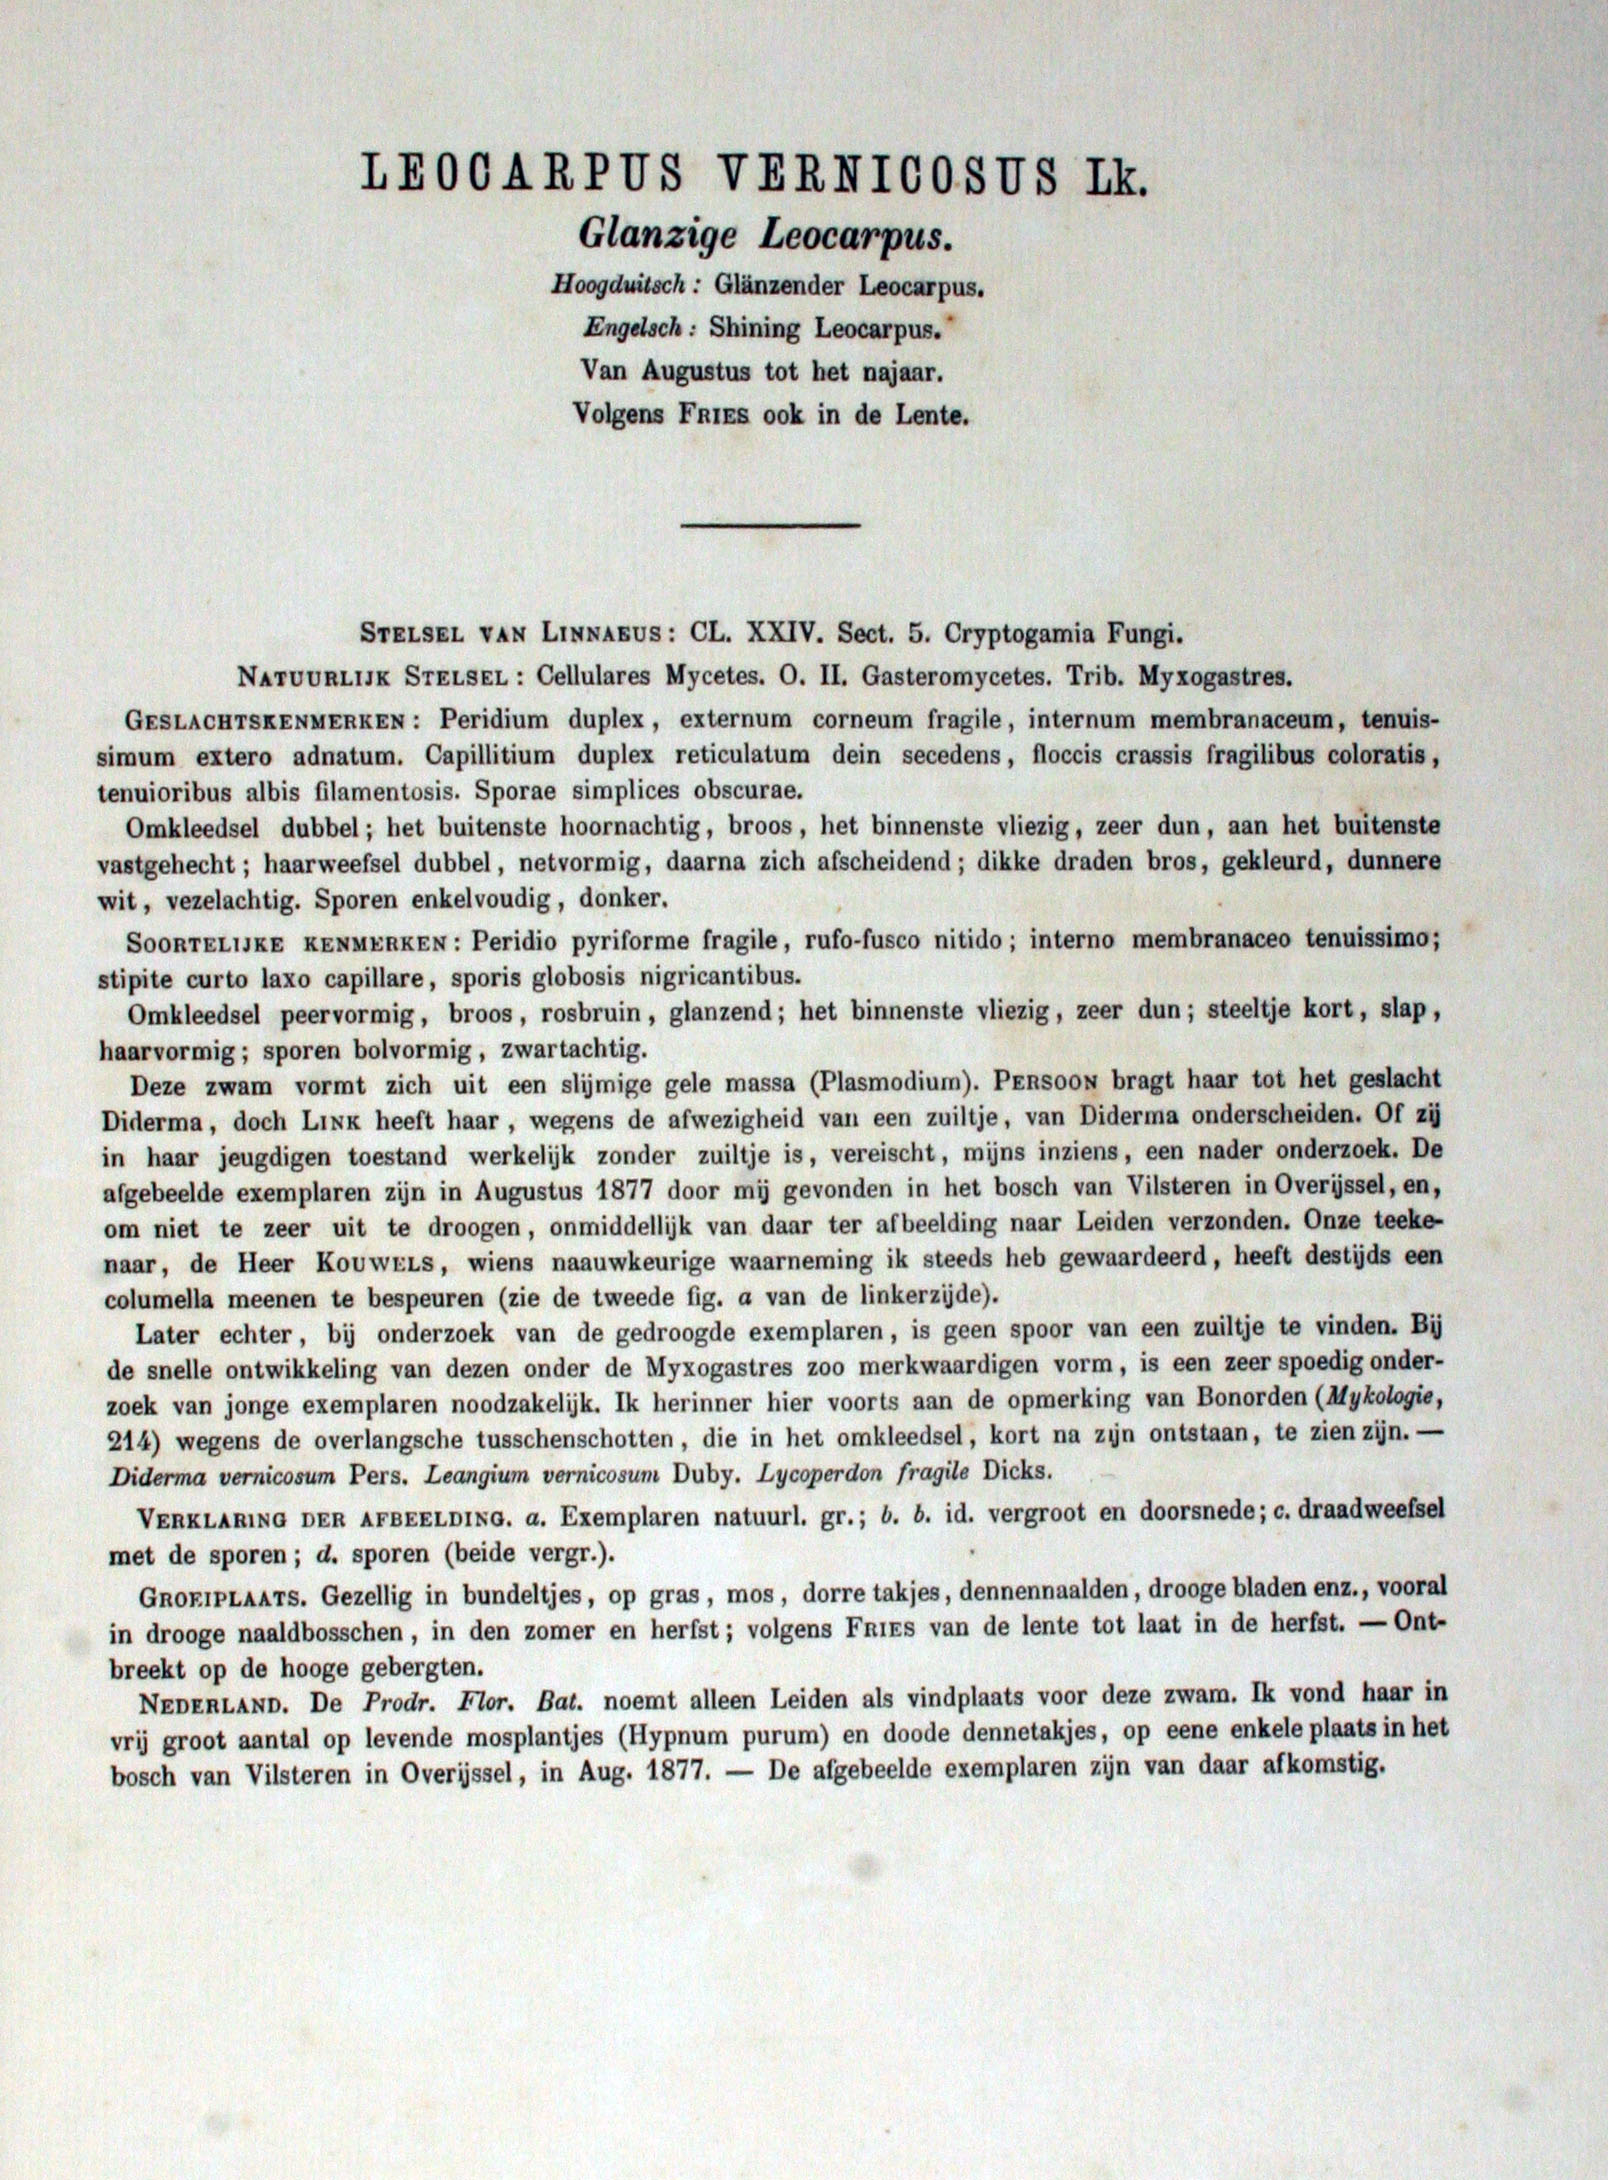 LEOCARPUS VERNICOSUS Lk.
Glanzige Leocarpus.
Hoogduitsch: Glänzender Leocarpus.
Engelsch: Shining Leocarpus.
Van Augustus tot het najaar.
Volgens Fries ook in de Lente.
Stelsel van Linnaeus: CL. XXIV. Sect. 5. Cryptogamia Fungi.
Natuurlijk Stelsel: Cellulares Mycetes. O. II. Gasteromycetes. Trib. Myxogastres.
Geslachtskenmerken: Peridium duplex, externum corneum fragile, internum membranaceum, tenuis-
simum extero adnatum. Capillitium duplex reticulatum dein secedens, floccis crassis fragilibus coloratis,
tenuioribus albis filamentosis. Sporae simplices obscurae.
Omkleedsel dubbel; het buitenste hoornachtig, broos, het binnenste vliezig, zeer dun, aan het buitenste
vastgehecht; haarweefsel dubbel, netvormig, daarna zich afscheidend; dikke draden bros, gekleurd, dunnere
wit, vezelachtig. Sporen enkelvoudig, donker.
Soortelijke kenmerken: Peridio pyriforme fragile, rufo-fusco nitido; interno membranaceo tenuissimo;
stipite curto laxo capillare, sporis globosis nigricantibus.
Omkleedsel peervormig, broos, rosbruin, glanzend; het binnenste vliezig, zeer dun; steeltje kort, slap,
haarvormig; sporen bolvormig, zwartachtig.
Deze zwam vormt zich uit een slijmige gele massa (Plasmodium). Persoon bragt haar tot het geslacht
Diderma, doch Link heeft haar, wegens de afwezigheid van een zuiltje, van Diderma onderscheiden. Of zij
in haar jeugdigen toestand werkelijk zonder zuiltje is, vereischt, mijns inziens, een nader onderzoek. De
afgebeelde exemplaren zijn in Augustus 1877 door mij gevonden in het bosch van Vilsteren in Overijssel, en,
om niet te zeer uit te droogen, onmiddellijk van daar ter afbeelding naar Leiden verzonden. Onze teeke-
naar, de Heer Kouwels, wiens naauwkeurige waarneming ik steeds heb gewaardeerd, heeft destijds een
columella meenen te bespeuren (zie de tweede fig. a van de linkerzijde).
Later echter, bij onderzoek van de gedroogde exemplaren, is geen spoor van een zuiltje te vinden. Bij
de snelle ontwikkeling van dezen onder de Myxogastres zoo merkwaardigen vorm, is een zeer spoedig onder-
zoek van jonge exemplaren noodzakelijk. Ik herinner hier voorts aan de opmerking van Bonorden (Mykologie,
214) wegens de overlangsche tusschenschotten, die in het omkleedsel, kort na zijn ontstaan, te zien zijn. —
Diderma vernicosum Pers. Leangium vernicosum Duby. Lycoperdon fragile Dicks.
Verklaring der afbeelding. a. Exemplaren natuurl. gr.; b. b. id. vergroot en doorsnede; c. draadweefsel
met de sporen; d. sporen (beide vergr.).
Groeiplaats. Gezellig in bundeltjes, op gras, mos, dorre takjes, dennennaalden, drooge bladen enz., vooral
in drooge naaldbosschen, in den zomer en herfst; volgens Fries van de lente tot laat in de herfst. — Ont-
breekt op de hooge gebergten.
Nederland. De Prodr. Flor. Bat. noemt alleen Leiden als vindplaats voor deze zwam. Ik vond haar in
vrij groot aantal op levende mosplantjes (Hypnum purum) en doode dennetakjes, op eene enkele plaats in het
bosch van Vilsteren in Overijssel, in Aug. 1877. — De afgebeelde exemplaren zijn van daar afkomstig.